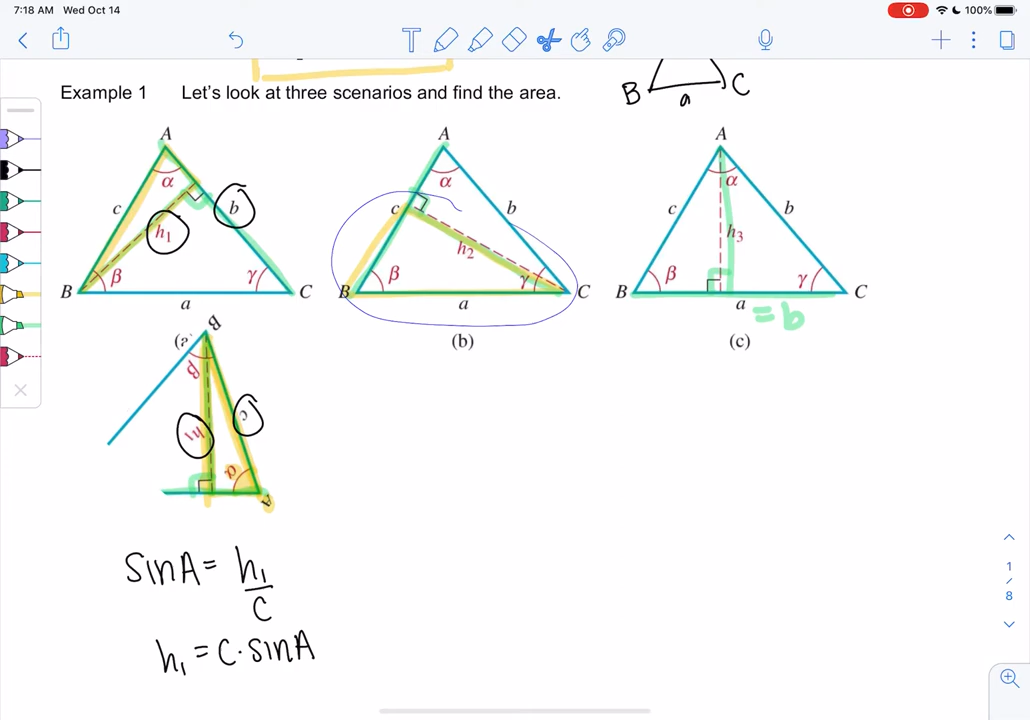 7:18 AM Wed Oct 14
100%
T
Example 1 Let's look at three scenarios and find the area.
B a C
A
α
c
h₁
b
β
γ
B
C
a
A
α
c
b
h₂
β
γ
B
C
a
(b)
A
α
c
b
h₃
β
γ
B
C
a
= b
(c)
B
β
h₁
c
α
A
sinA = h₁/c
h₁ = c · sinA
1
/
8